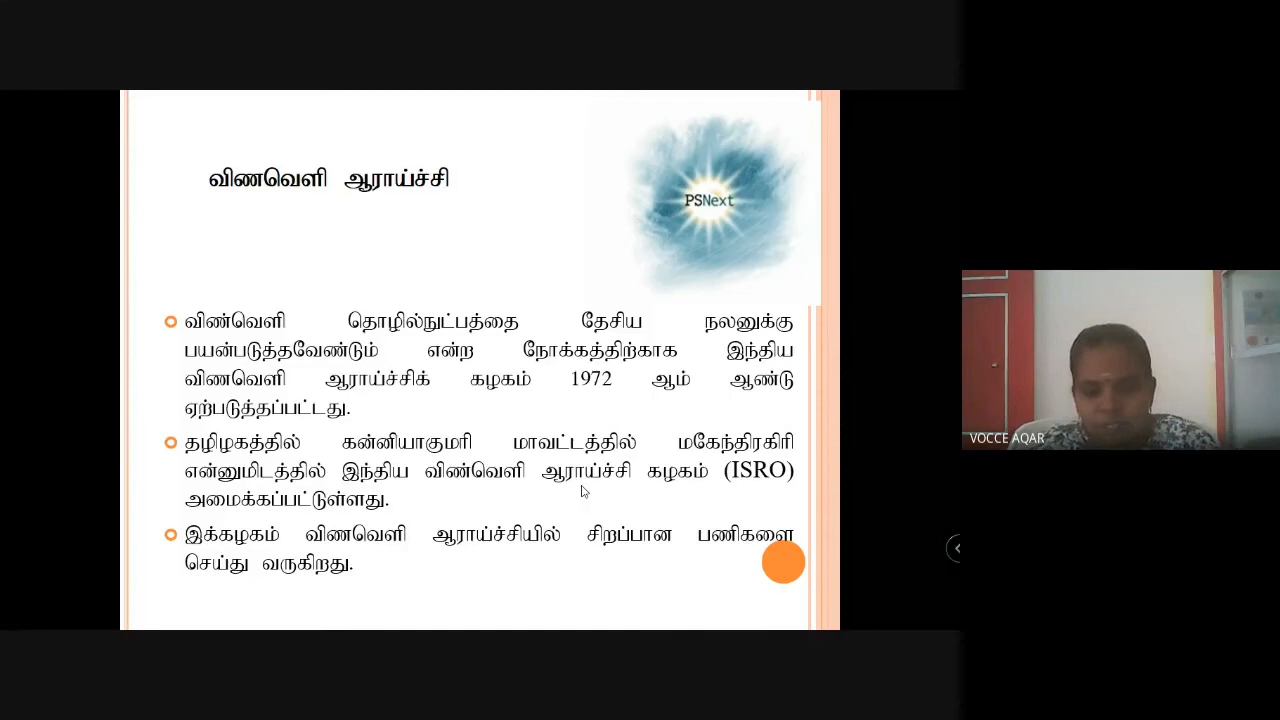 விணவெளி ஆராய்ச்சி
PSNext
விண்வெளி தொழில்நுட்பத்தை தேசிய நலனுக்கு
பயன்படுத்தவேண்டும் என்ற நோக்கத்திற்காக இந்திய
விணவெளி ஆராய்ச்சிக் கழகம் 1972 ஆம் ஆண்டு
ஏற்படுத்தப்பட்டது.
தமிழகத்தில் கன்னியாகுமரி மாவட்டத்தில் மகேந்திரகிரி
என்னுமிடத்தில் இந்திய விண்வெளி ஆராய்ச்சி கழகம் (ISRO)
அமைக்கப்பட்டுள்ளது.
இக்கழகம் விணவெளி ஆராய்ச்சியில் சிறப்பான பணிகளை
செய்து வருகிறது.
VOCCE AQAR